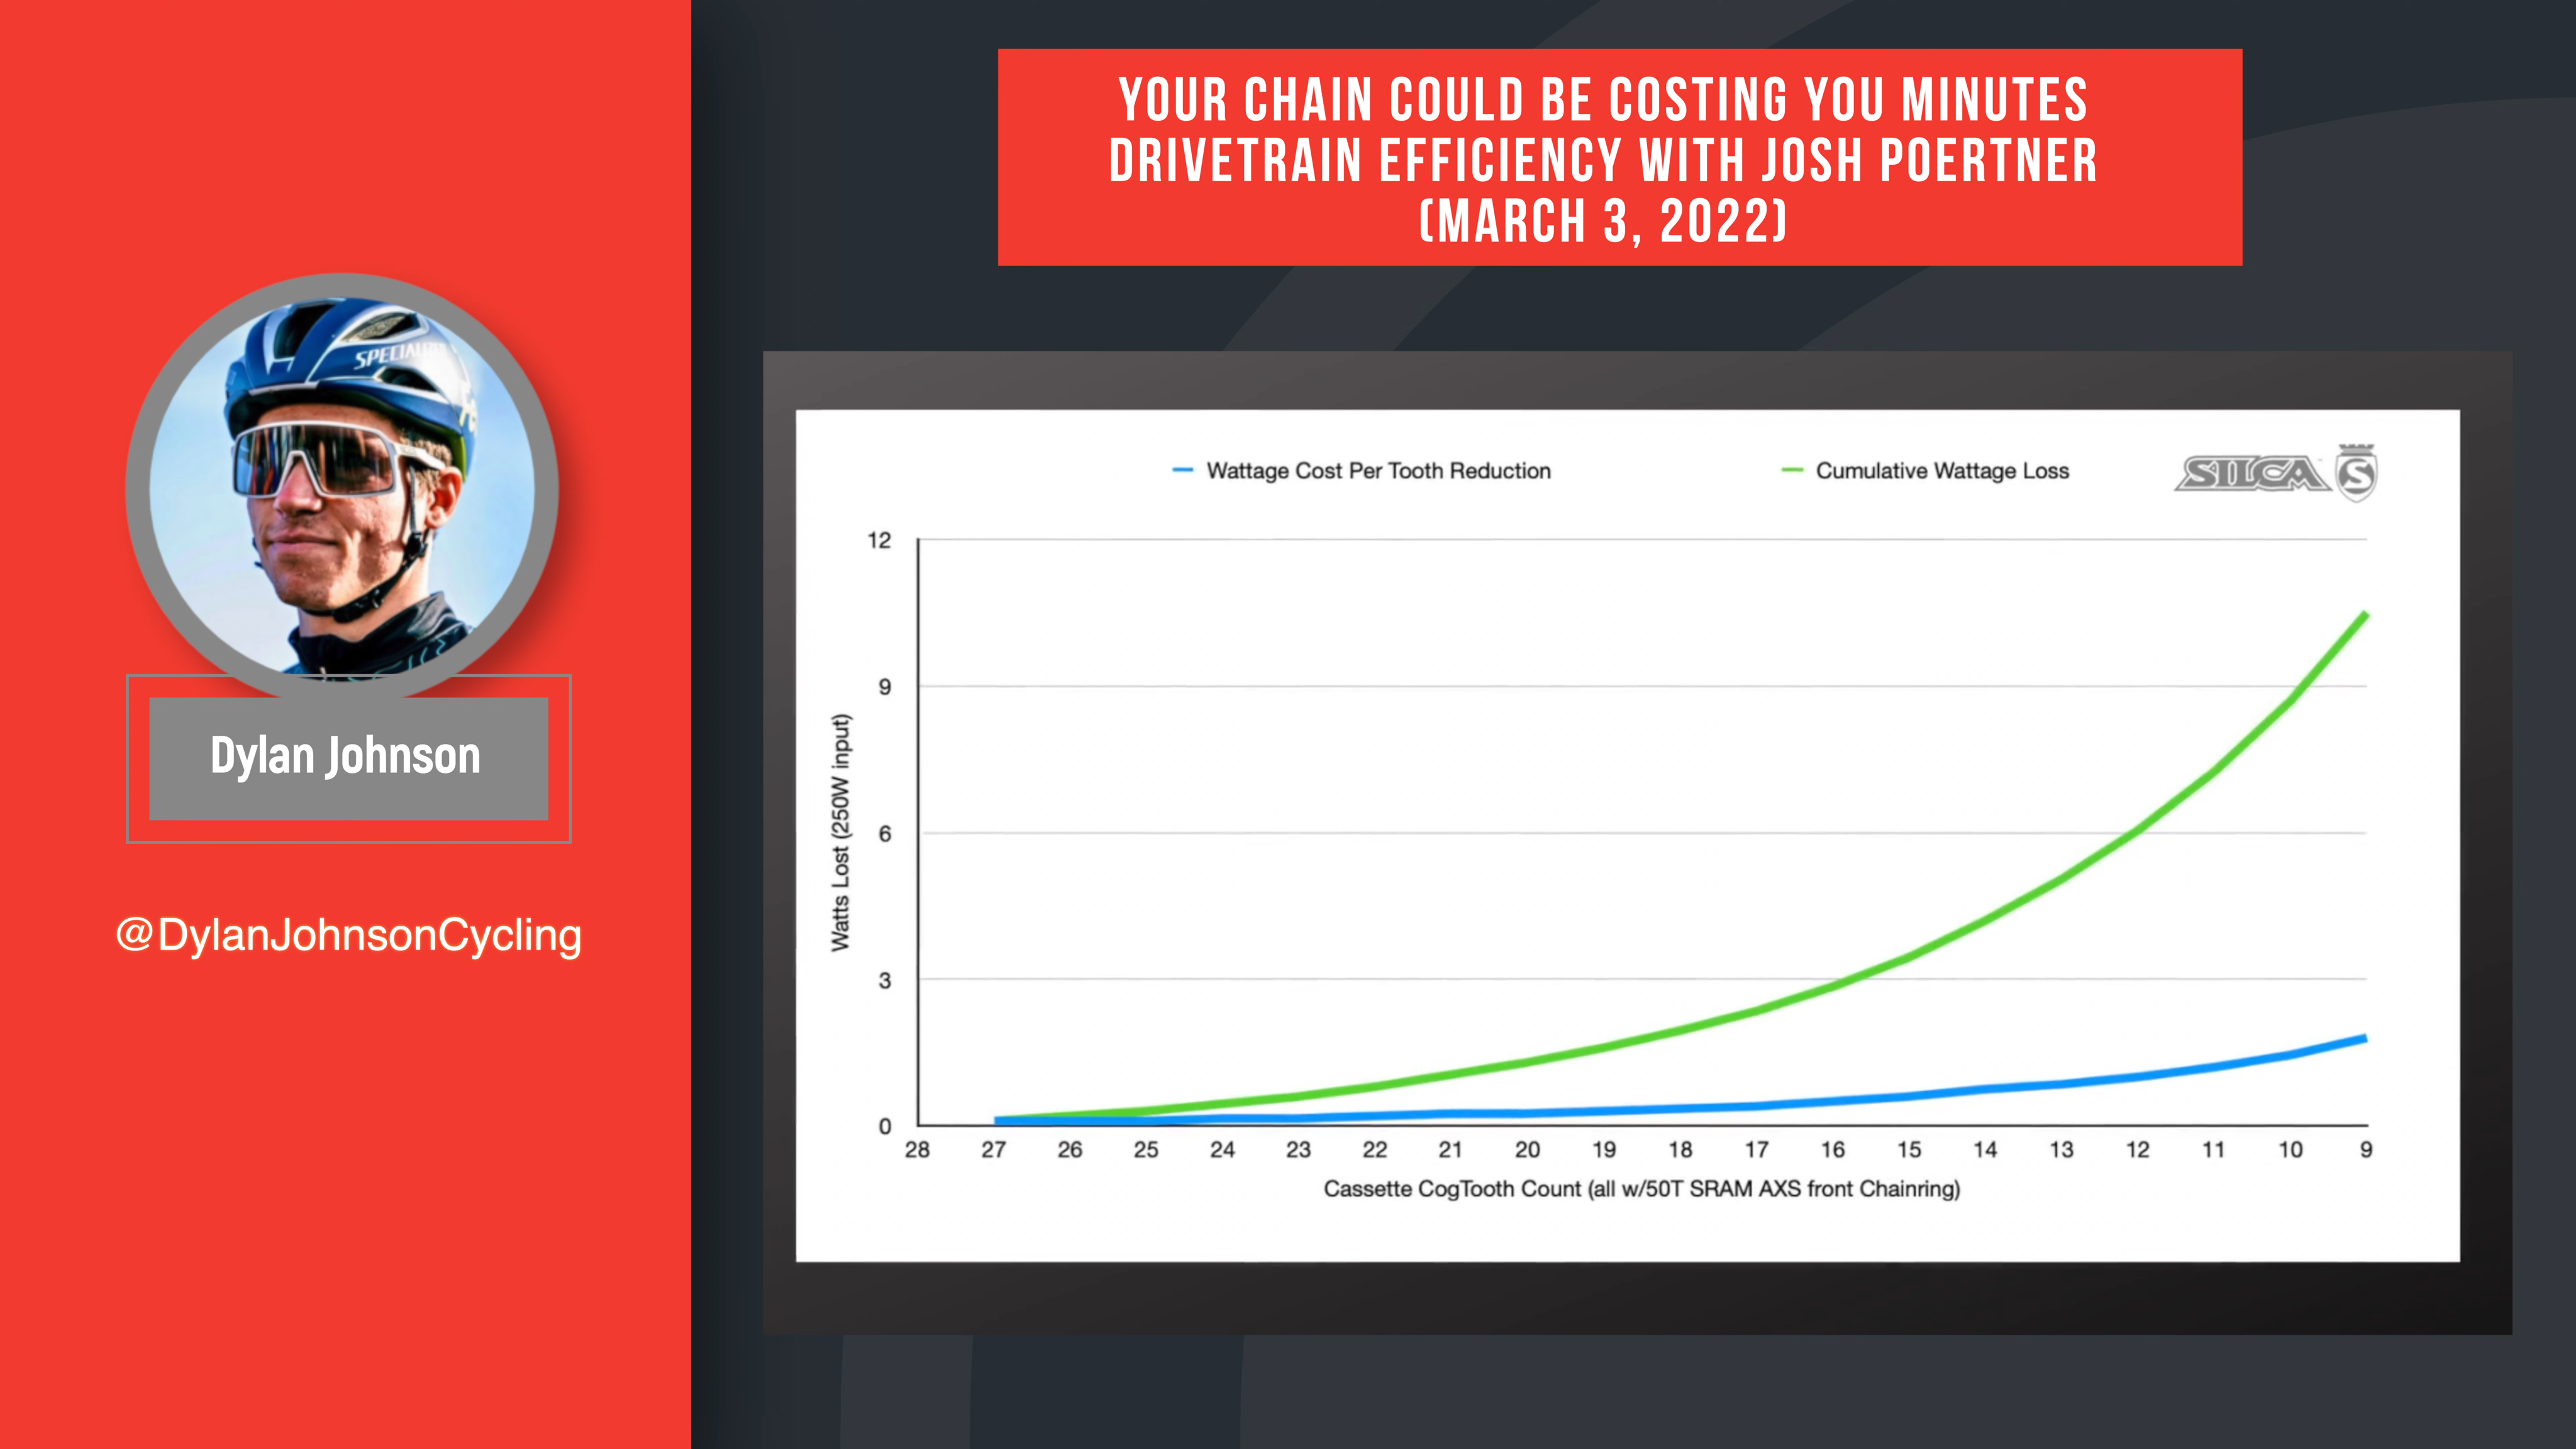 YOUR CHAIN COULD BE COSTING YOU MINUTES
DRIVETRAIN EFFICIENCY WITH JOSH POERTNER
(MARCH 3, 2022)
SPECIAL
Dylan Johnson
@DylanJohnsonCycling
Wattage Cost Per Tooth Reduction
Cumulative Wattage Loss
SILCA
S
Watts Lost (250W input)
12
9
6
3
0
28 27 26 25 24 23 22 21 20 19 18 17 16 15 14 13 12 11 10 9
Cassette CogTooth Count (all w/50T SRAM AXS front Chainring)